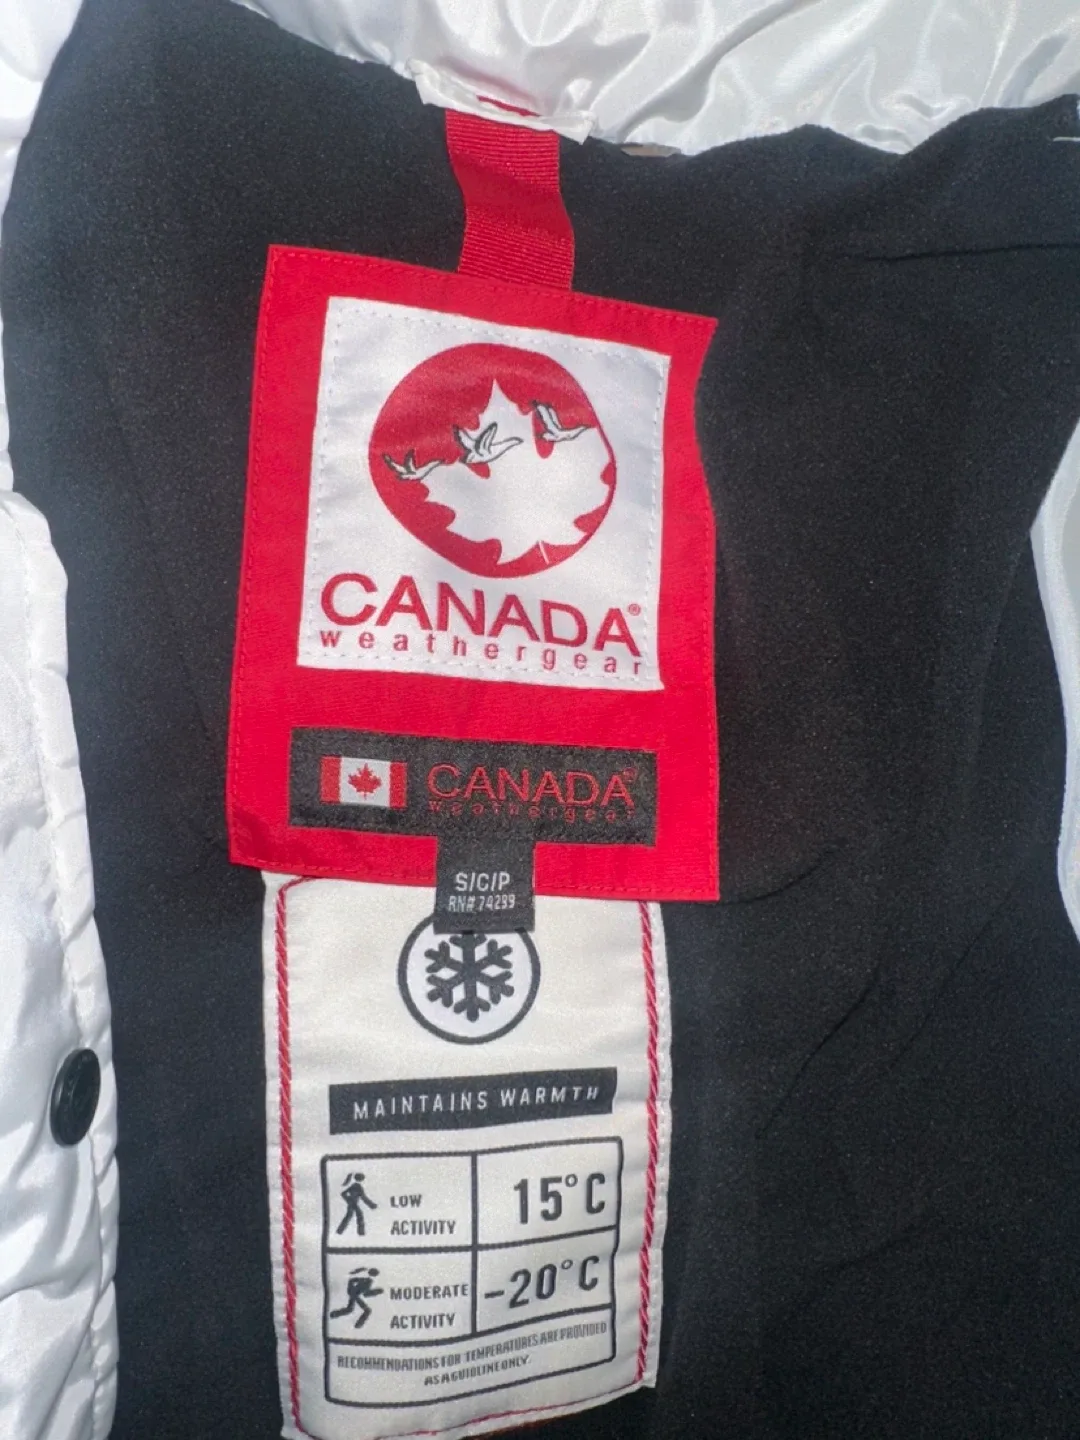 CANADA®
weathergear
CANADA®
weathergear
S/C/P
RN# 74299
MAINTAINS WARMTH
LOW
ACTIVITY
15°C
MODERATE
ACTIVITY
-20°C
RECOMMENDATIONS FOR TEMPERATURES ARE PROVIDED
AS A GUIDLINE ONLY.